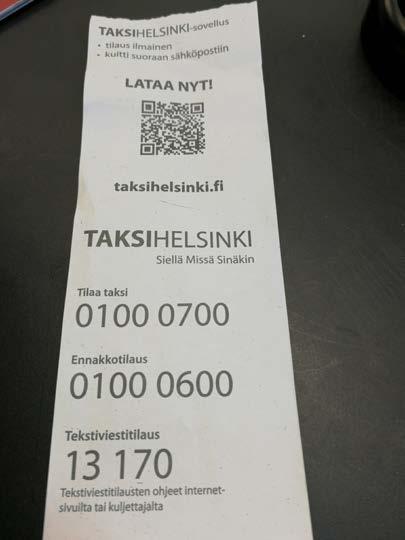 TAKSIHELSINKI-sovellus
• tilaus ilmainen
• kuitti suoraan sähköpostiin
LATAA NYT!
taksihelsinki.fi
TAKSIHELSINKI
Siellä Missä Sinäkin
Tilaa taksi
0100 0700
Ennakkotilaus
0100 0600
Tekstiviestitilaus
13 170
Tekstiviestitilausten ohjeet internet-
sivuilta tai kuljettajalta